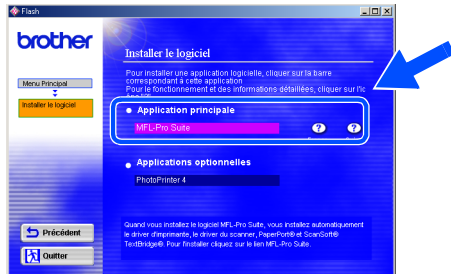 Flash
brother
Installer le logiciel
Pour installer une application logicielle, cliquer sur la barre
correspondant à cette application
Pour le fonctionnement et des informations détaillées, cliquer sur l'ic
Menu Principal
Installer le logiciel
Application principale
MFL-Pro Suite
? ?
Applications optionnelles
PhotoPrinter 4
Quand vous installez le logiciel MFL-Pro Suite, vous installez automatiquement
le driver d'imprimante, le driver du scanner, PaperPort® et ScanSoft®
TextBridge®. Pour l'installer cliquez sur le lien MFL-Pro Suite.
Précédent
Quitter